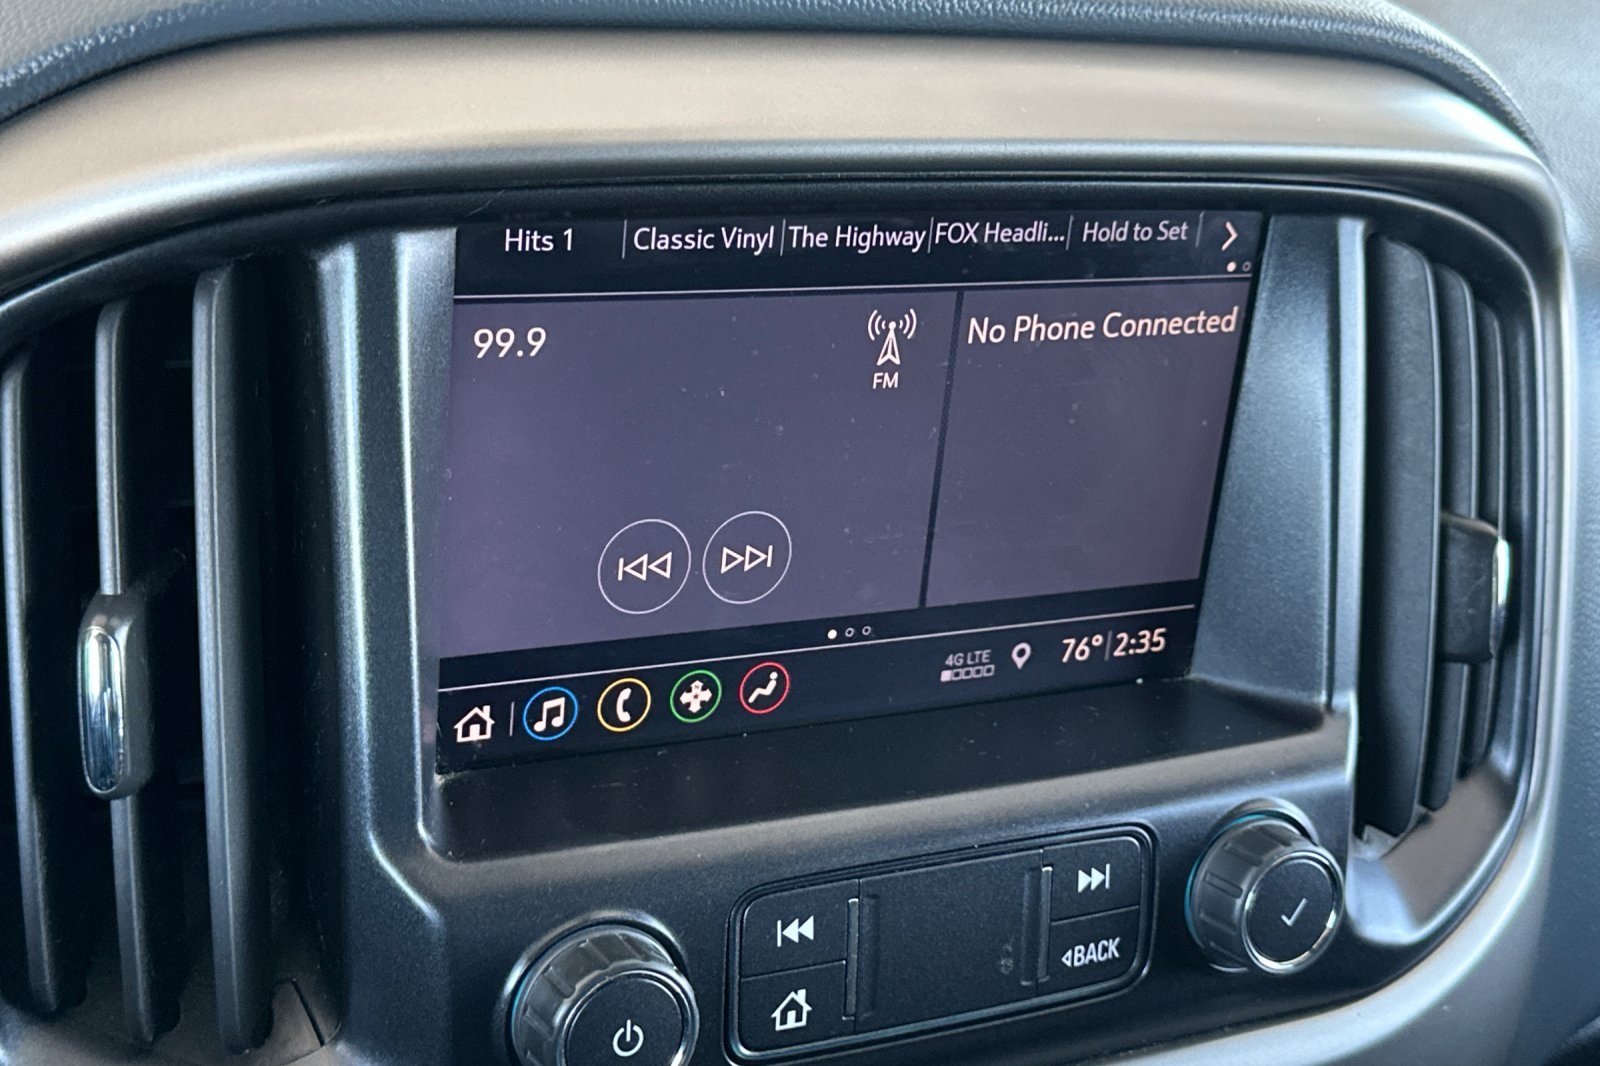 Hits 1 Classic Vinyl The Highway FOX Headli... Hold to Set
99.9
FM
No Phone Connected
4G LTE
76° 2:35
BACK